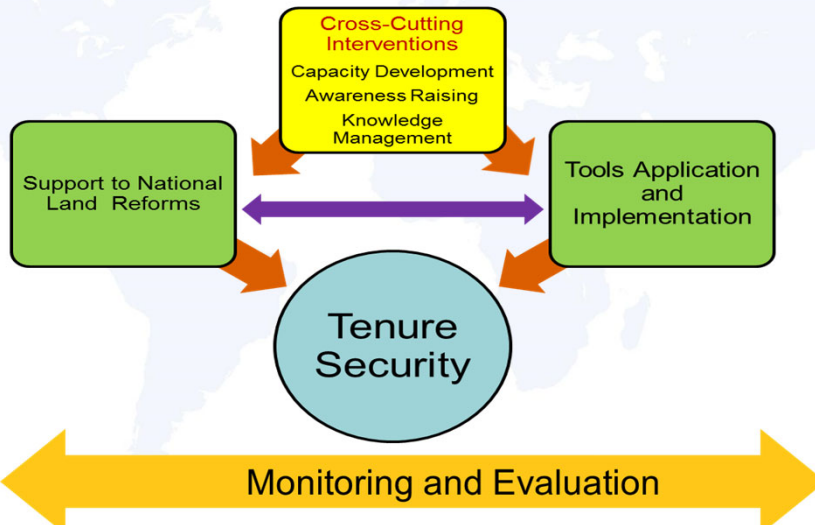 Cross-Cutting
Interventions
Capacity Development
Awareness Raising
Knowledge
Management
Support to National
Land Reforms
Tools Application
and
Implementation
Tenure
Security
Monitoring and Evaluation